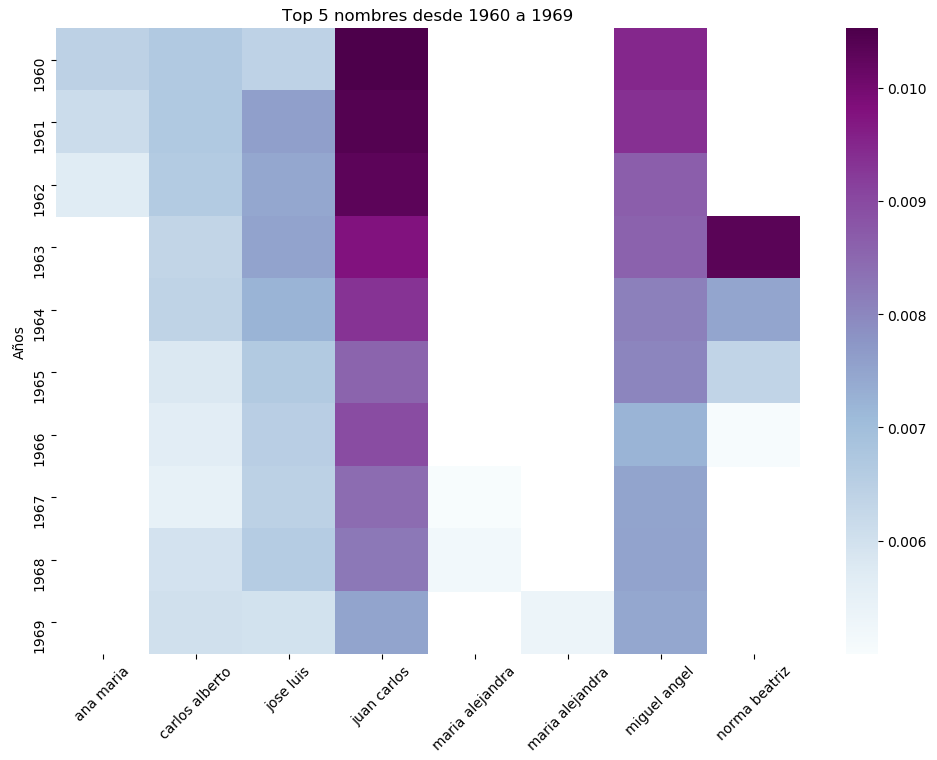 Top 5 nombres desde 1960 a 1969
Años
1960
1961
1962
1963
1964
1965
1966
1967
1968
1969
ana maria
carlos alberto
jose luis
juan carlos
maria alejandra
maria alejandra
miguel angel
norma beatriz
0.010
0.009
0.008
0.007
0.006